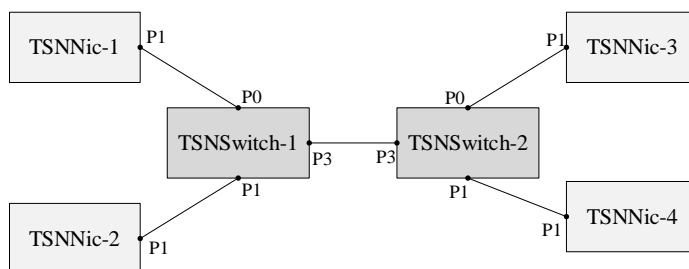 TSNNic-1
P1
P1
TSNNic-3
P0
P0
TSNSwitch-1
P3
P3
TSNSwitch-2
P1
P1
TSNNic-2
P1
P1
TSNNic-4